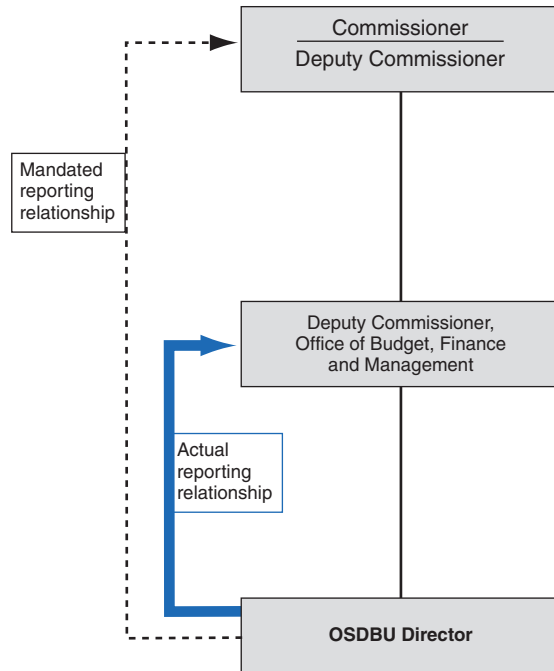 Commissioner
Deputy Commissioner
Mandated
reporting
relationship
Deputy Commissioner,
Office of Budget, Finance
and Management
Actual
reporting
relationship
OSDBU Director